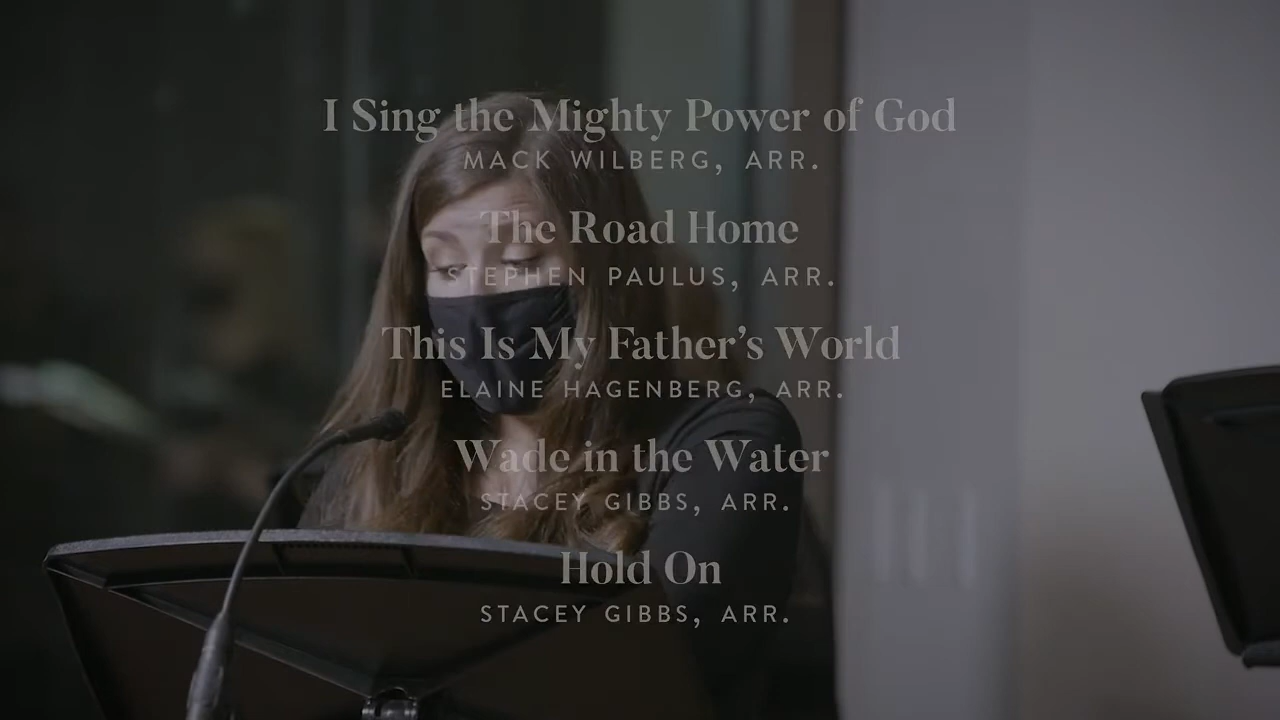 I Sing the Mighty Power of God
MACK WILBERG, ARR.
The Road Home
STEPHEN PAULUS, ARR.
This Is My Father's World
ELAINE HAGENBERG, ARR.
Wade in the Water
STACEY GIBBS, ARR.
Hold On
STACEY GIBBS, ARR.